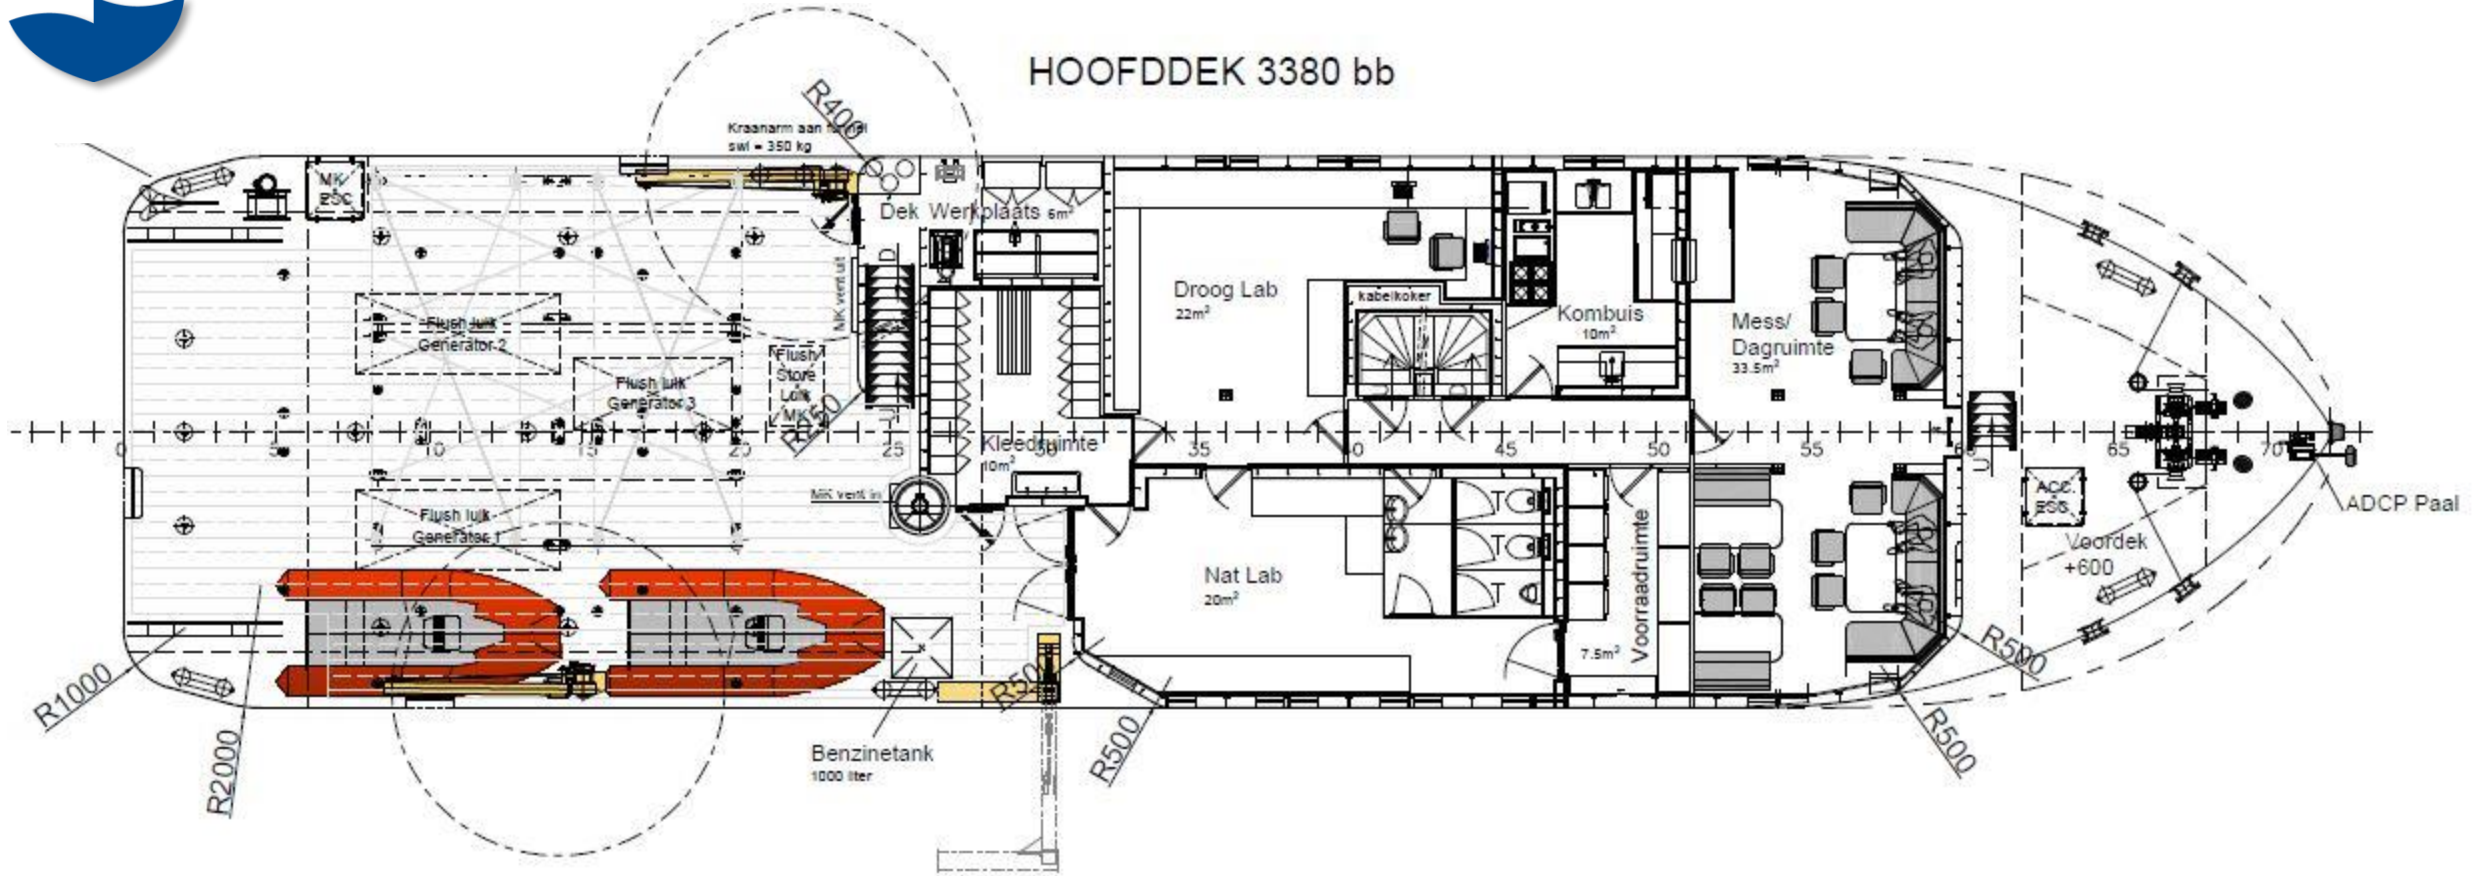 HOOFDDEK 3380 bb
R400
Kraanarm aan funnel
swl = 350 kg
MK
ESC
Dek Werkplaats 6m²
D
MK vent uit
Droog Lab
22m²
kabelkoker
Kombuis
10m²
Mess/
Dagruimte
33.5m²
Flush luik
Generator 2
Flush luik
Generator 3
Flush
Store
Luik
MK
R450
U
Kleedruimte
10m²
0
5
10
15
20
25
30
35
40
45
50
55
60
65
70
U
MK vent in
Flush luik
Generator 1
ACC.
ESC
ADCP Paal
Voordek
+600
Nat Lab
20m²
Voorraadruimte
7.5m²
R1000
R2000
R500
R500
R500
R500
Benzinetank
1000 liter